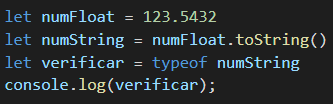 let numFloat = 123.5432
let numString = numFloat.toString()
let verificar = typeof numString
console.log(verificar);